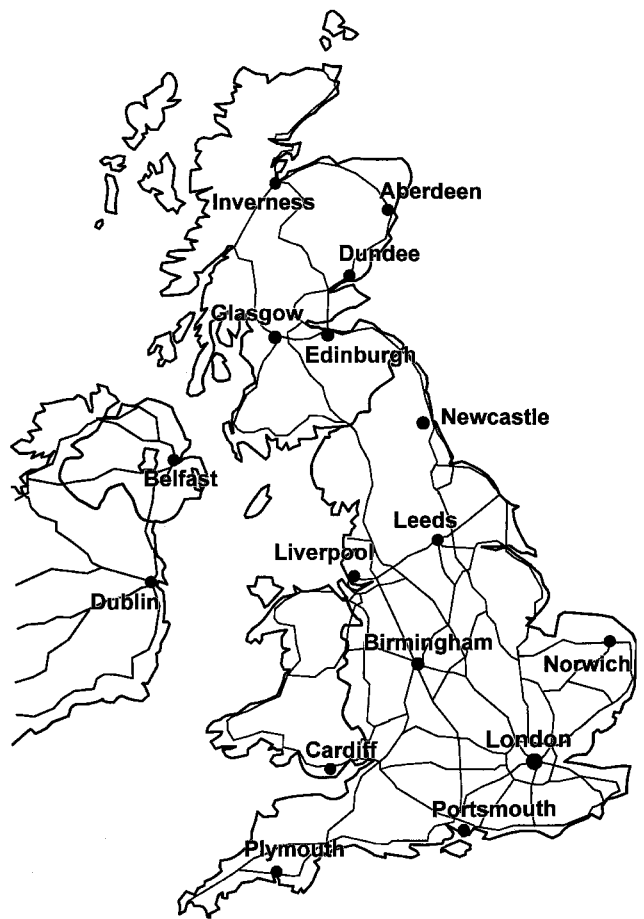 Aberdeen
Inverness
Dundee
Glasgow
Edinburgh
Newcastle
Belfast
Leeds
Liverpool
Dublin
Birmingham
Norwich
London
Cardiff
Portsmouth
Plymouth